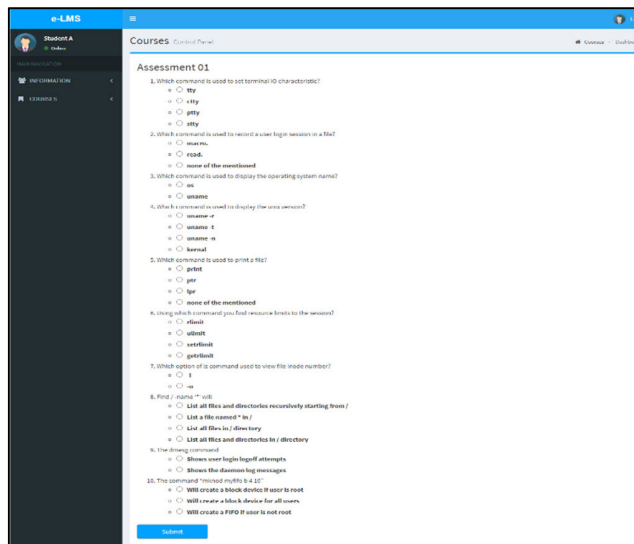 e-LMS
Student A
Online
MAIN NAVIGATION
INFORMATION
COURSES
Courses Control Panel
Courses
Assessment 01
1. Which command is used to set terminal IO characteristic?
tty
ctty
ptty
stty
2. Which command is used to record a user login session in a file?
macro.
read.
none of the mentioned
3. Which command is used to display the operating system name?
os
uname
4. Which command is used to display the unix version?
uname -r
uname -t
uname -n
kernal
5. Which command is used to print a file?
print
ptr
lpr
none of the mentioned
6. Using which command you find resource limits to the session?
rlimit
ulimit
setrlimit
getrlimit
7. Which option of ls command used to view file inode number?
8. Find / -name "*" will
List all files and directories recursively starting from /
List a file named * in /
List all files in / directory
List all files and directories in / directory
9. The dmesg command
Shows user login logoff attempts
Shows the daemon log messages
10. The command "mknod myfifo b 4 16"
Will create a block device if user is root
Will create a block device for all users
Will create a FIFO if user is not root
Submit